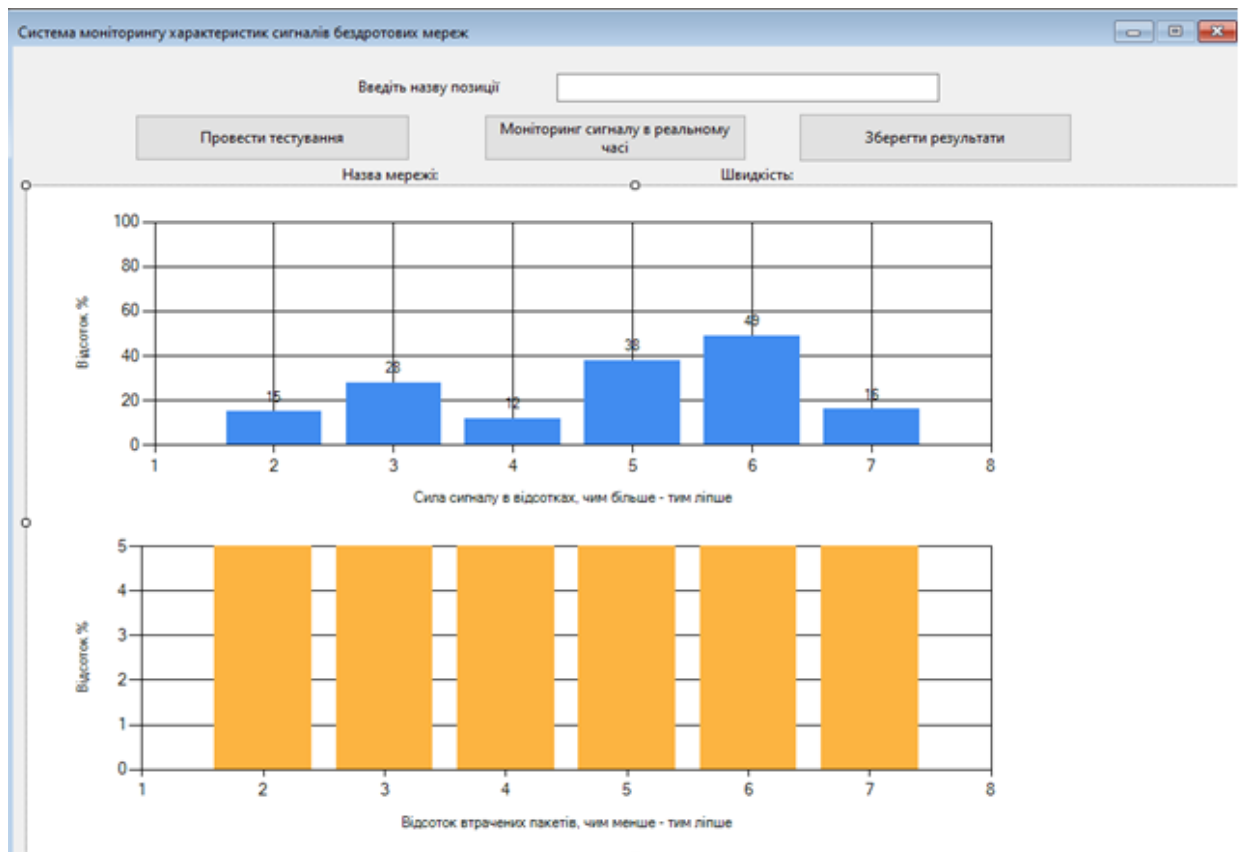 Система моніторингу характеристик сигналів бездротових мереж
Введіть назву позиції
Провести тестування
Моніторинг сигналу в реальному
часі
Зберегти результати
Назва мережі:
Швидкість:
100
80
60
40
20
0
Відсоток %
15
28
12
38
49
16
1 2 3 4 5 6 7 8
Сила сигналу в відсотках, чим більше - тим ліпше
5
4
3
2
1
0
Відсоток %
1 2 3 4 5 6 7 8
Відсоток втрачених пакетів, чим менше - тим ліпше